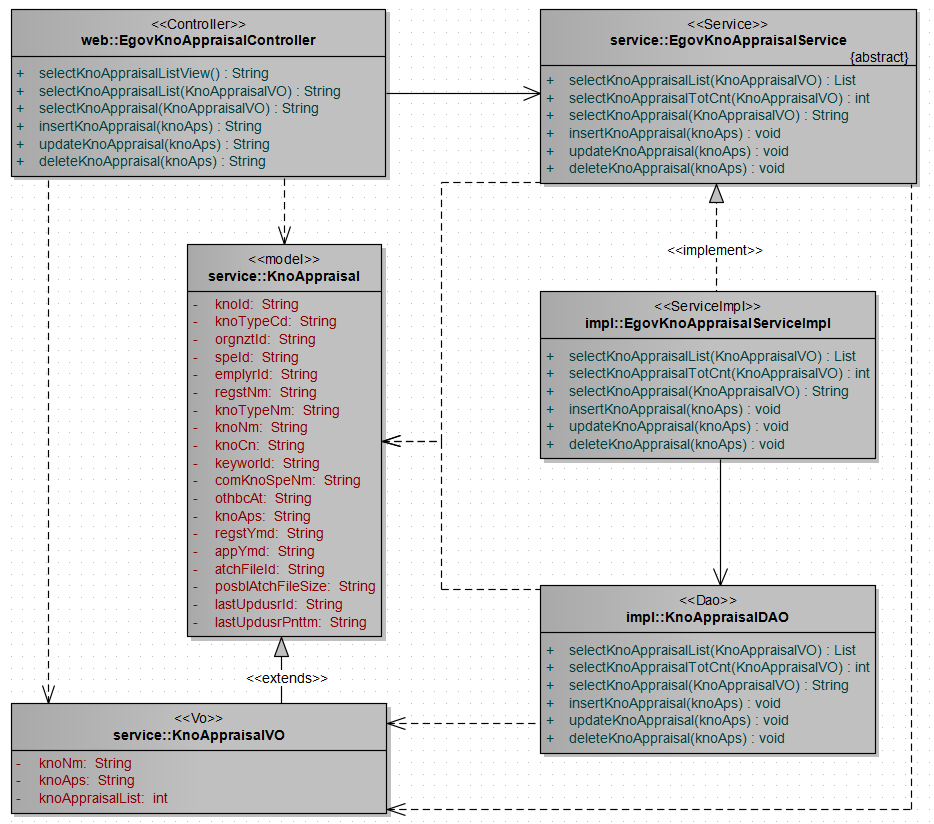 <<Controller>>
web::EgovKnoAppraisalController
+ selectKnoAppraisalListView() : String
+ selectKnoAppraisalList(KnoAppraisalVO) : String
+ selectKnoAppraisal(KnoAppraisalVO) : String
+ insertKnoAppraisal(knoAps) : String
+ updateKnoAppraisal(knoAps) : String
+ deleteKnoAppraisal(knoAps) : String
<<Service>>
service::EgovKnoAppraisalService
{abstract}
+ selectKnoAppraisalList(KnoAppraisalVO) : List
+ selectKnoAppraisalTotCnt(KnoAppraisalVO) : int
+ selectKnoAppraisal(KnoAppraisalVO) : String
+ insertKnoAppraisal(knoAps) : void
+ updateKnoAppraisal(knoAps) : void
+ deleteKnoAppraisal(knoAps) : void
<<implement>>
<<model>>
service::KnoAppraisal
- knoId: String
- knoTypeCd: String
- orgnztId: String
- speId: String
- emplyrId: String
- regstNm: String
- knoTypeNm: String
- knoNm: String
- knoCn: String
- keyworId: String
- comKnoSpeNm: String
- othbcAt: String
- knoAps: String
- regstYmd: String
- appYmd: String
- atchFileId: String
- posblAtchFileSize: String
- lastUpdusrId: String
- lastUpdusrPnttm: String
<<ServiceImpl>>
impl::EgovKnoAppraisalServiceImpl
+ selectKnoAppraisalList(KnoAppraisalVO) : List
+ selectKnoAppraisalTotCnt(KnoAppraisalVO) : int
+ selectKnoAppraisal(KnoAppraisalVO) : String
+ insertKnoAppraisal(knoAps) : void
+ updateKnoAppraisal(knoAps) : void
+ deleteKnoAppraisal(knoAps) : void
<<Dao>>
impl::KnoAppraisalDAO
+ selectKnoAppraisalList(KnoAppraisalVO) : List
+ selectKnoAppraisalTotCnt(KnoAppraisalVO) : int
+ selectKnoAppraisal(KnoAppraisalVO) : String
+ insertKnoAppraisal(knoAps) : void
+ updateKnoAppraisal(knoAps) : void
+ deleteKnoAppraisal(knoAps) : void
<<extends>>
<<Vo>>
service::KnoAppraisalVO
- knoNm: String
- knoAps: String
- knoAppraisalList: int